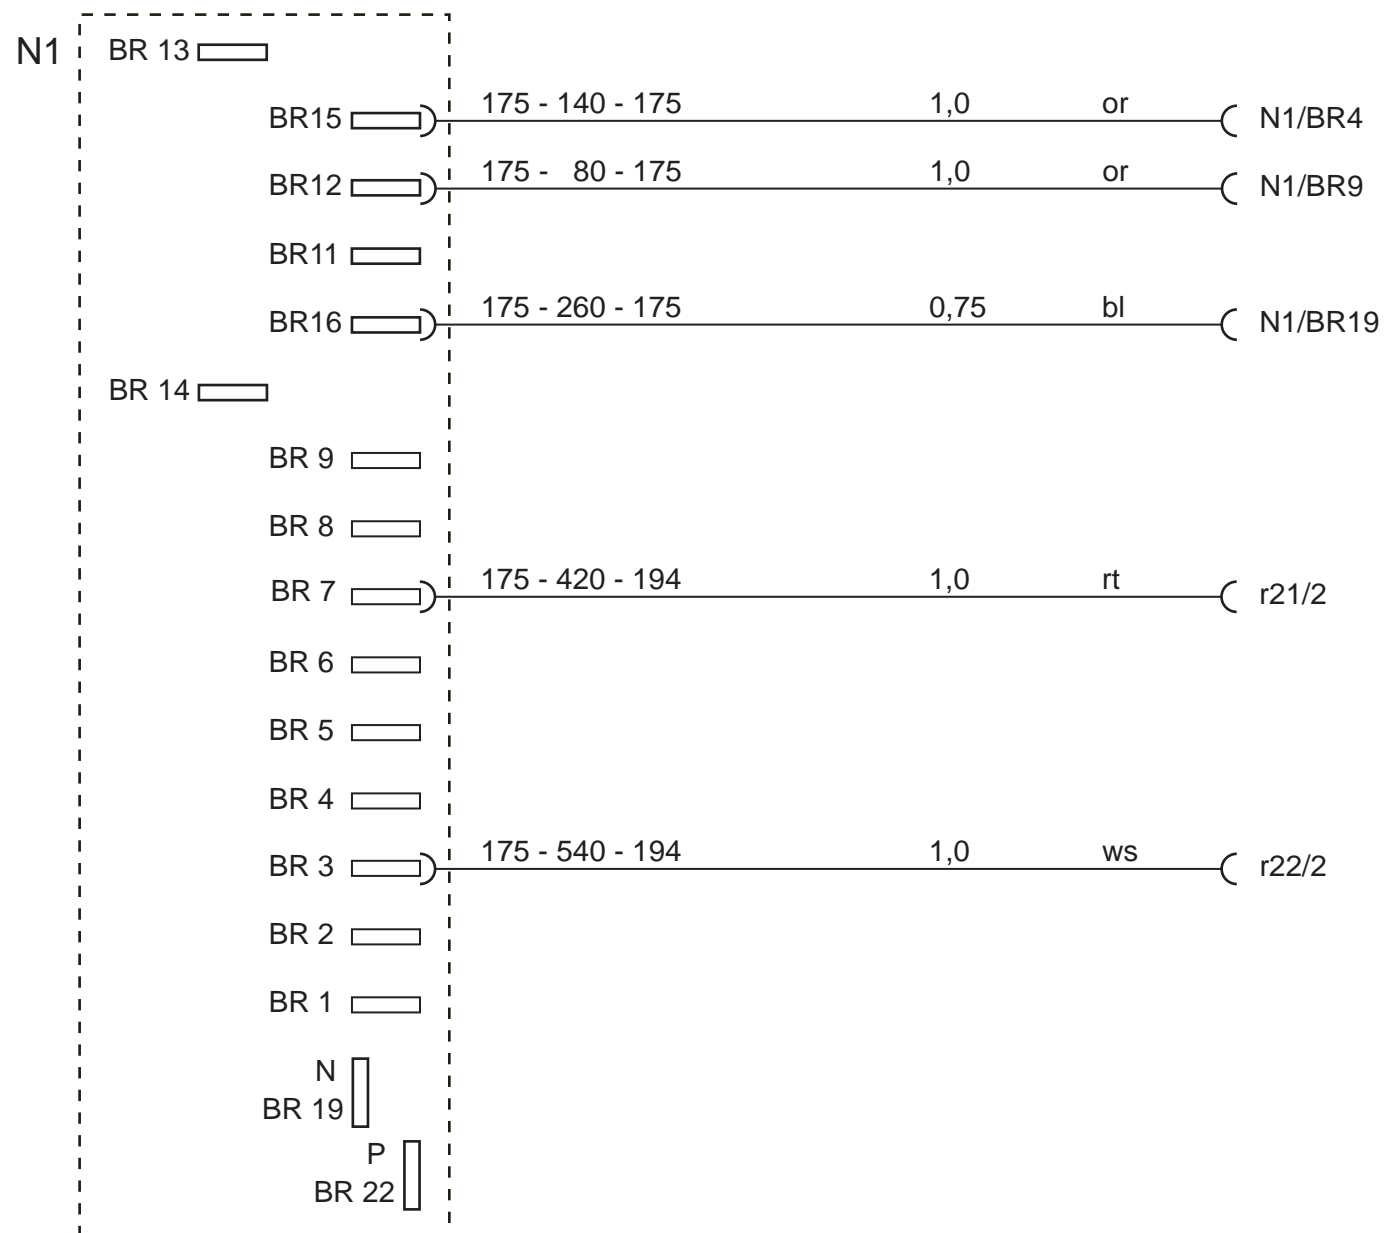 N1
BR 13
BR15 175 - 140 - 175 1,0 or N1/BR4
BR12 175 - 80 - 175 1,0 or N1/BR9
BR11
BR16 175 - 260 - 175 0,75 bl N1/BR19
BR 14
BR 9
BR 8
BR 7 175 - 420 - 194 1,0 rt r21/2
BR 6
BR 5
BR 4
BR 3 175 - 540 - 194 1,0 ws r22/2
BR 2
BR 1
N
BR 19
P
BR 22